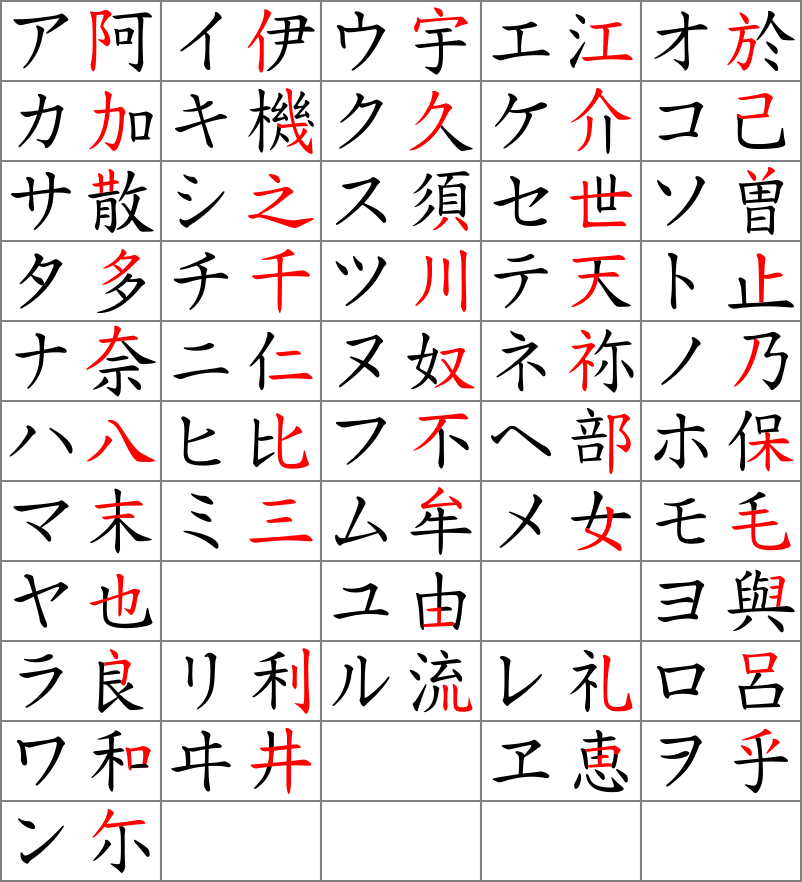 ア阿 イ伊 ウ宇 エ江 オ於
カ加 キ機 ク久 ケ介 コ己
サ散 シ之 ス須 セ世 ソ曽
タ多 チ千 ツ川 テ天 ト止
ナ奈 ニ仁 ヌ奴 ネ祢 ノ乃
ハ八 ヒ比 フ不 ヘ部 ホ保
マ末 ミ三 ム牟 メ女 モ毛
ヤ也 ユ由 ヨ與
ラ良 リ利 ル流 レ礼 ロ呂
ワ和 ヰ井 ヱ恵 ヲ乎
ン尓